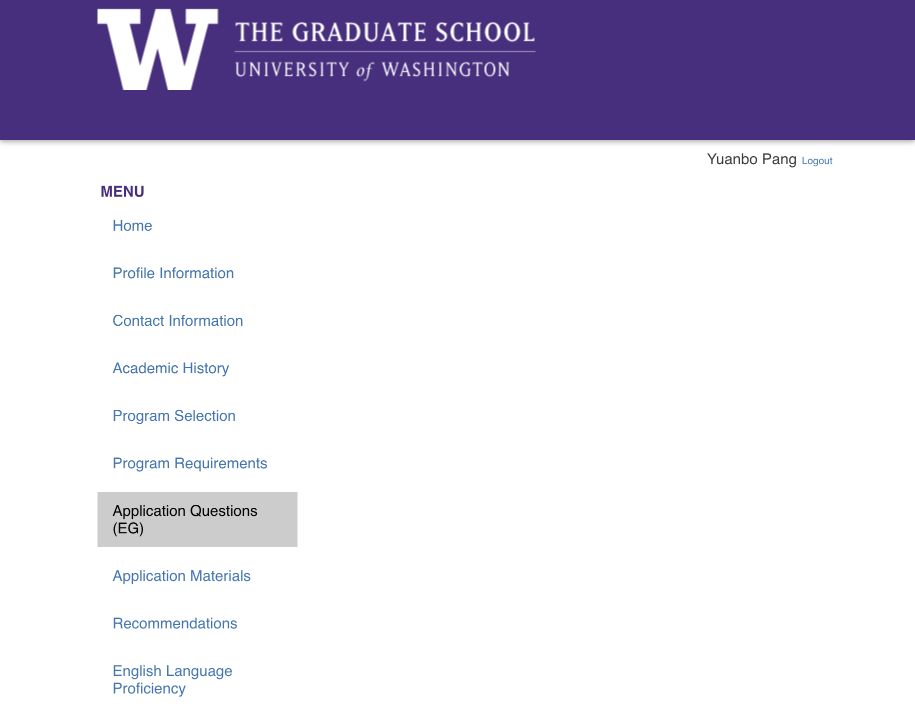 W THE GRADUATE SCHOOL
UNIVERSITY of WASHINGTON
Yuanbo Pang Logout
MENU
Home
Profile Information
Contact Information
Academic History
Program Selection
Program Requirements
Application Questions
(EG)
Application Materials
Recommendations
English Language
Proficiency